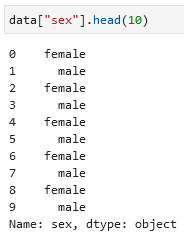 data["sex"].head(10)
0    female
1      male
2    female
3      male
4    female
5      male
6    female
7      male
8    female
9      male
Name: sex, dtype: object